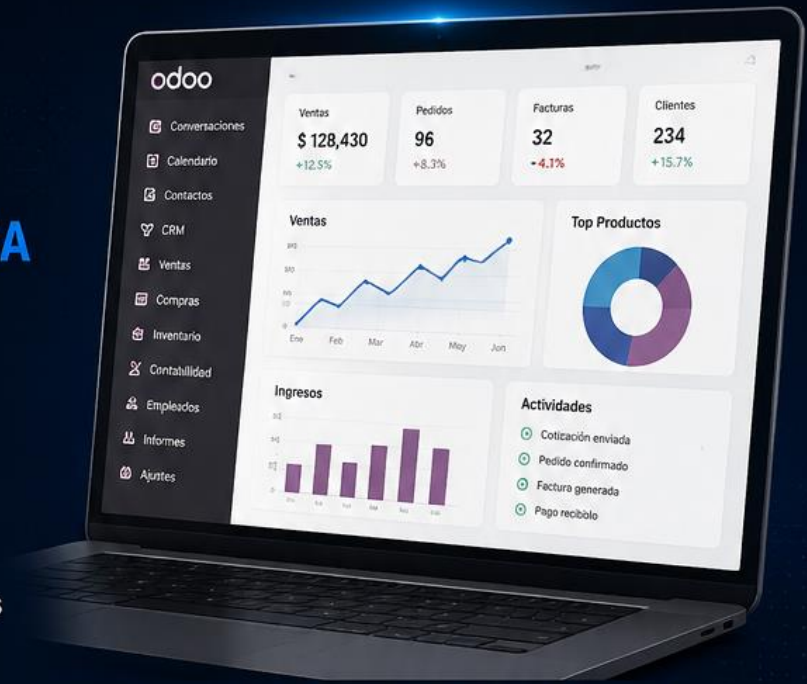 A
s
odoo
Conversaciones
Calendario
Contactos
CRM
Ventas
Compras
Inventario
Contabilidad
Empleados
Informes
Ajustes
Ventas
$ 128,430
+12.5%
Pedidos
96
+8.3%
Facturas
32
-4.1%
Clientes
234
+15.7%
Ventas
Ene Feb Mar Abr May Jun
Top Productos
Ingresos
Actividades
Cotización enviada
Pedido confirmado
Factura generada
Pago reciblo